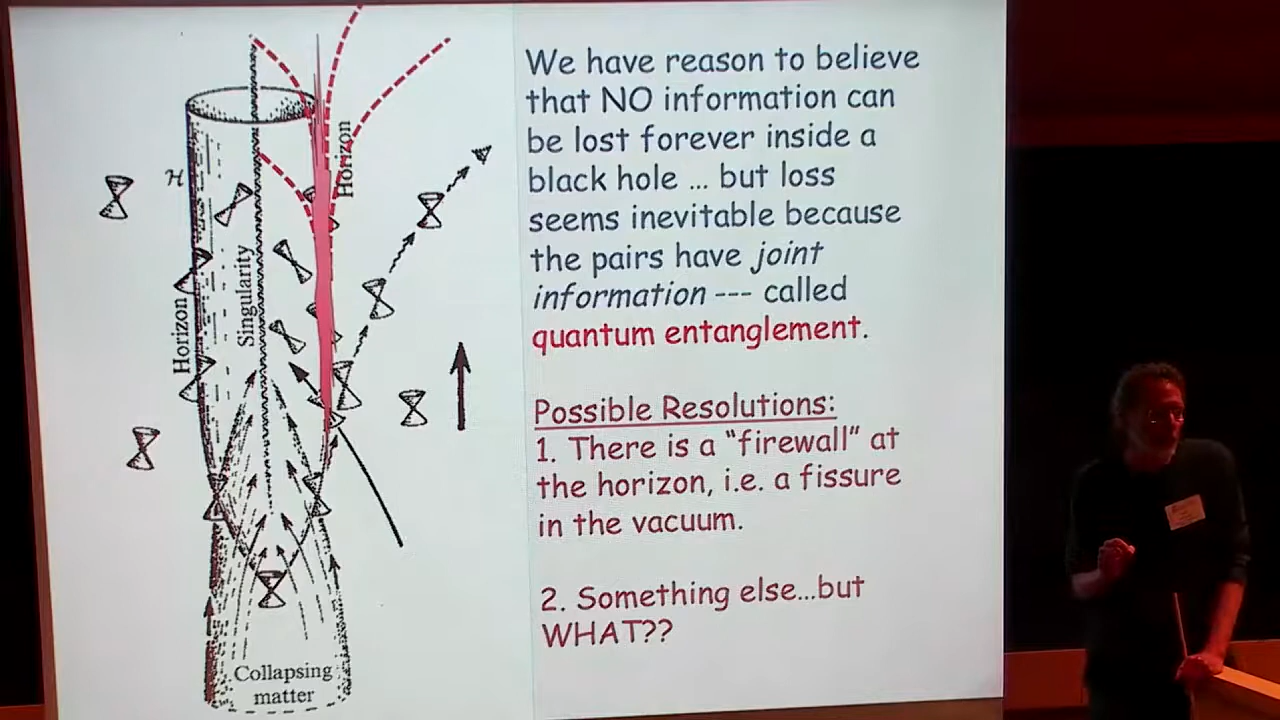 We have reason to believe
that NO information can
be lost forever inside a
black hole ... but loss
seems inevitable because
the pairs have joint
information --- called
quantum entanglement.
Possible Resolutions:
1. There is a “firewall” at
the horizon, i.e. a fissure
in the vacuum.
2. Something else...but
WHAT??
H
Horizon
Singularity
Horizon
Collapsing
matter